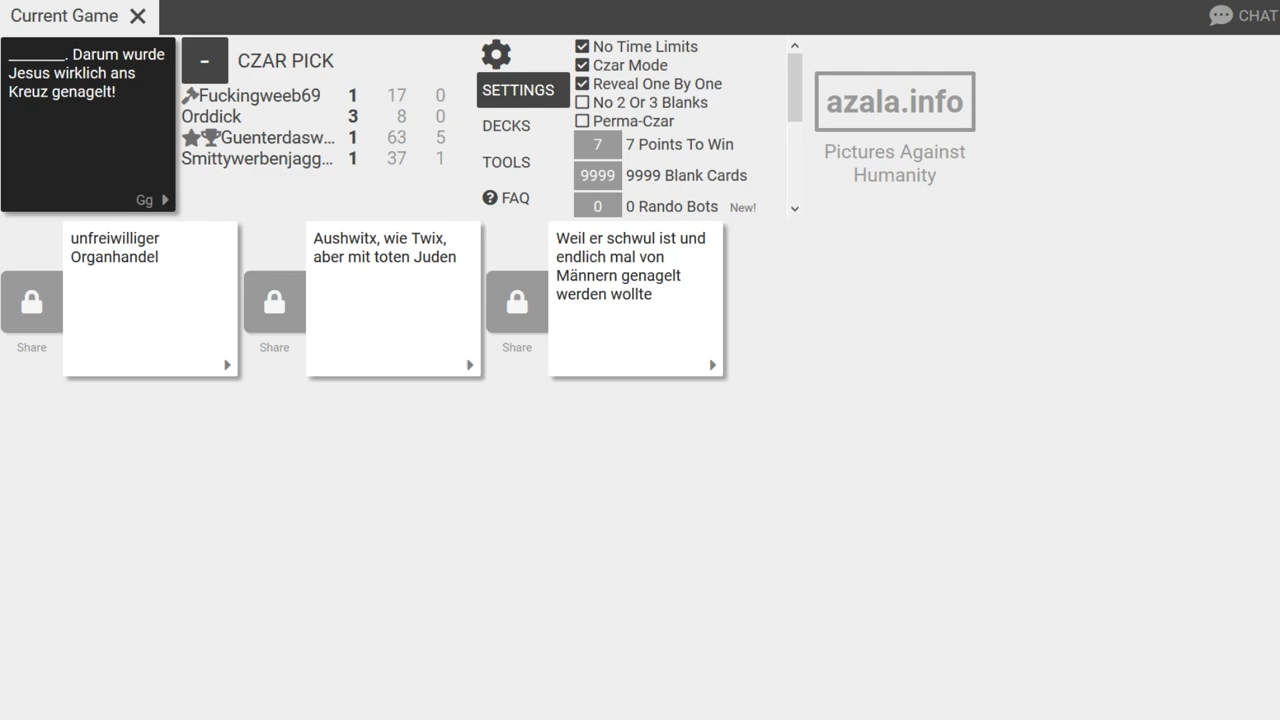 Current Game
CHAT
_______. Darum wurde
Jesus wirklich ans
Kreuz genagelt!
Gg
-
CZAR PICK
Fuckingweeb69 1 17 0
Orddick 3 8 0
Guenterdasw... 1 63 5
Smittywerbenjagg... 1 37 1
SETTINGS
DECKS
TOOLS
FAQ
No Time Limits
Czar Mode
Reveal One By One
No 2 Or 3 Blanks
Perma-Czar
7 7 Points To Win
9999 9999 Blank Cards
0 0 Rando Bots New!
azala.info
Pictures Against
Humanity
Share
unfreiwilliger
Organhandel
Share
Aushwitx, wie Twix,
aber mit toten Juden
Share
Weil er schwul ist und
endlich mal von
Männern genagelt
werden wollte